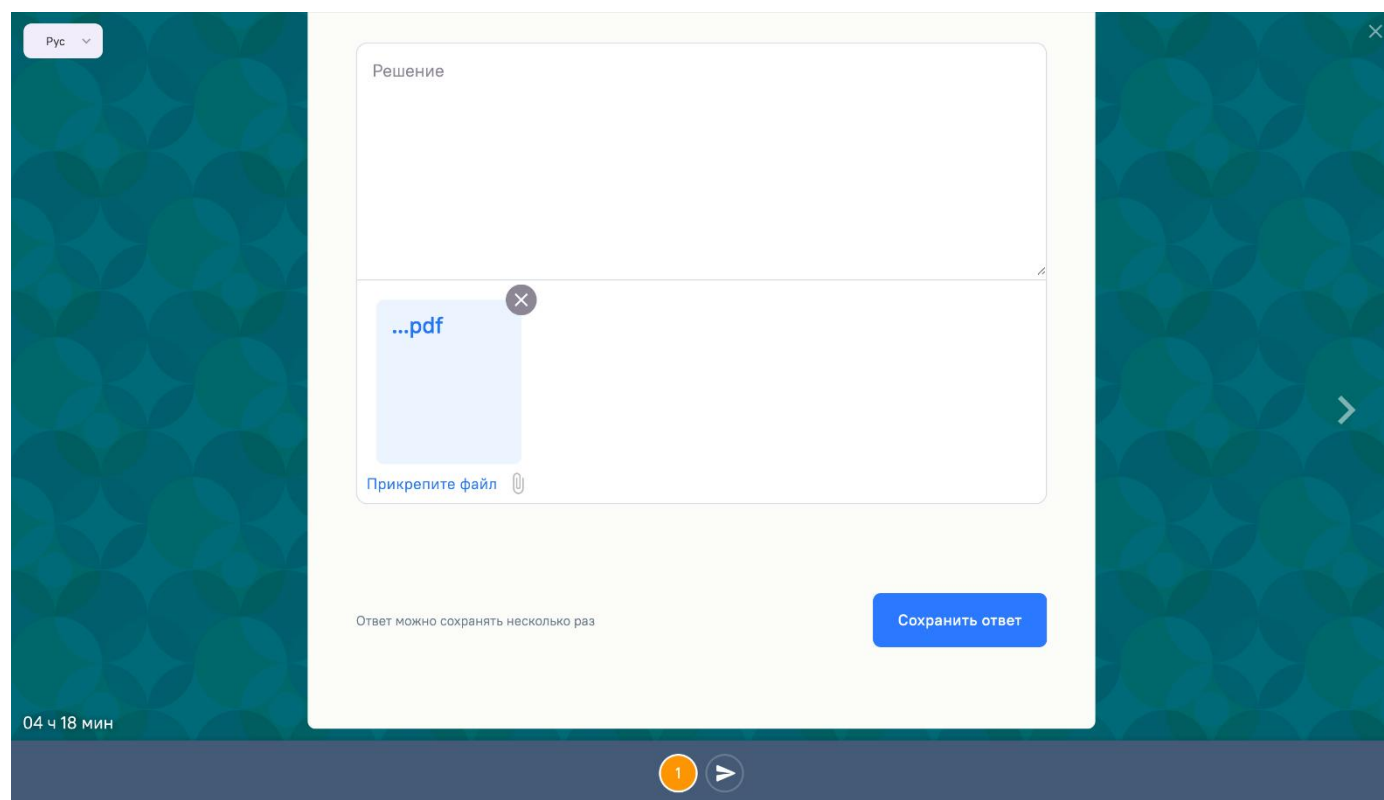 Рус
Решение
...pdf
Прикрепите файл
Ответ можно сохранять несколько раз
Сохранить ответ
04 ч 18 мин
1